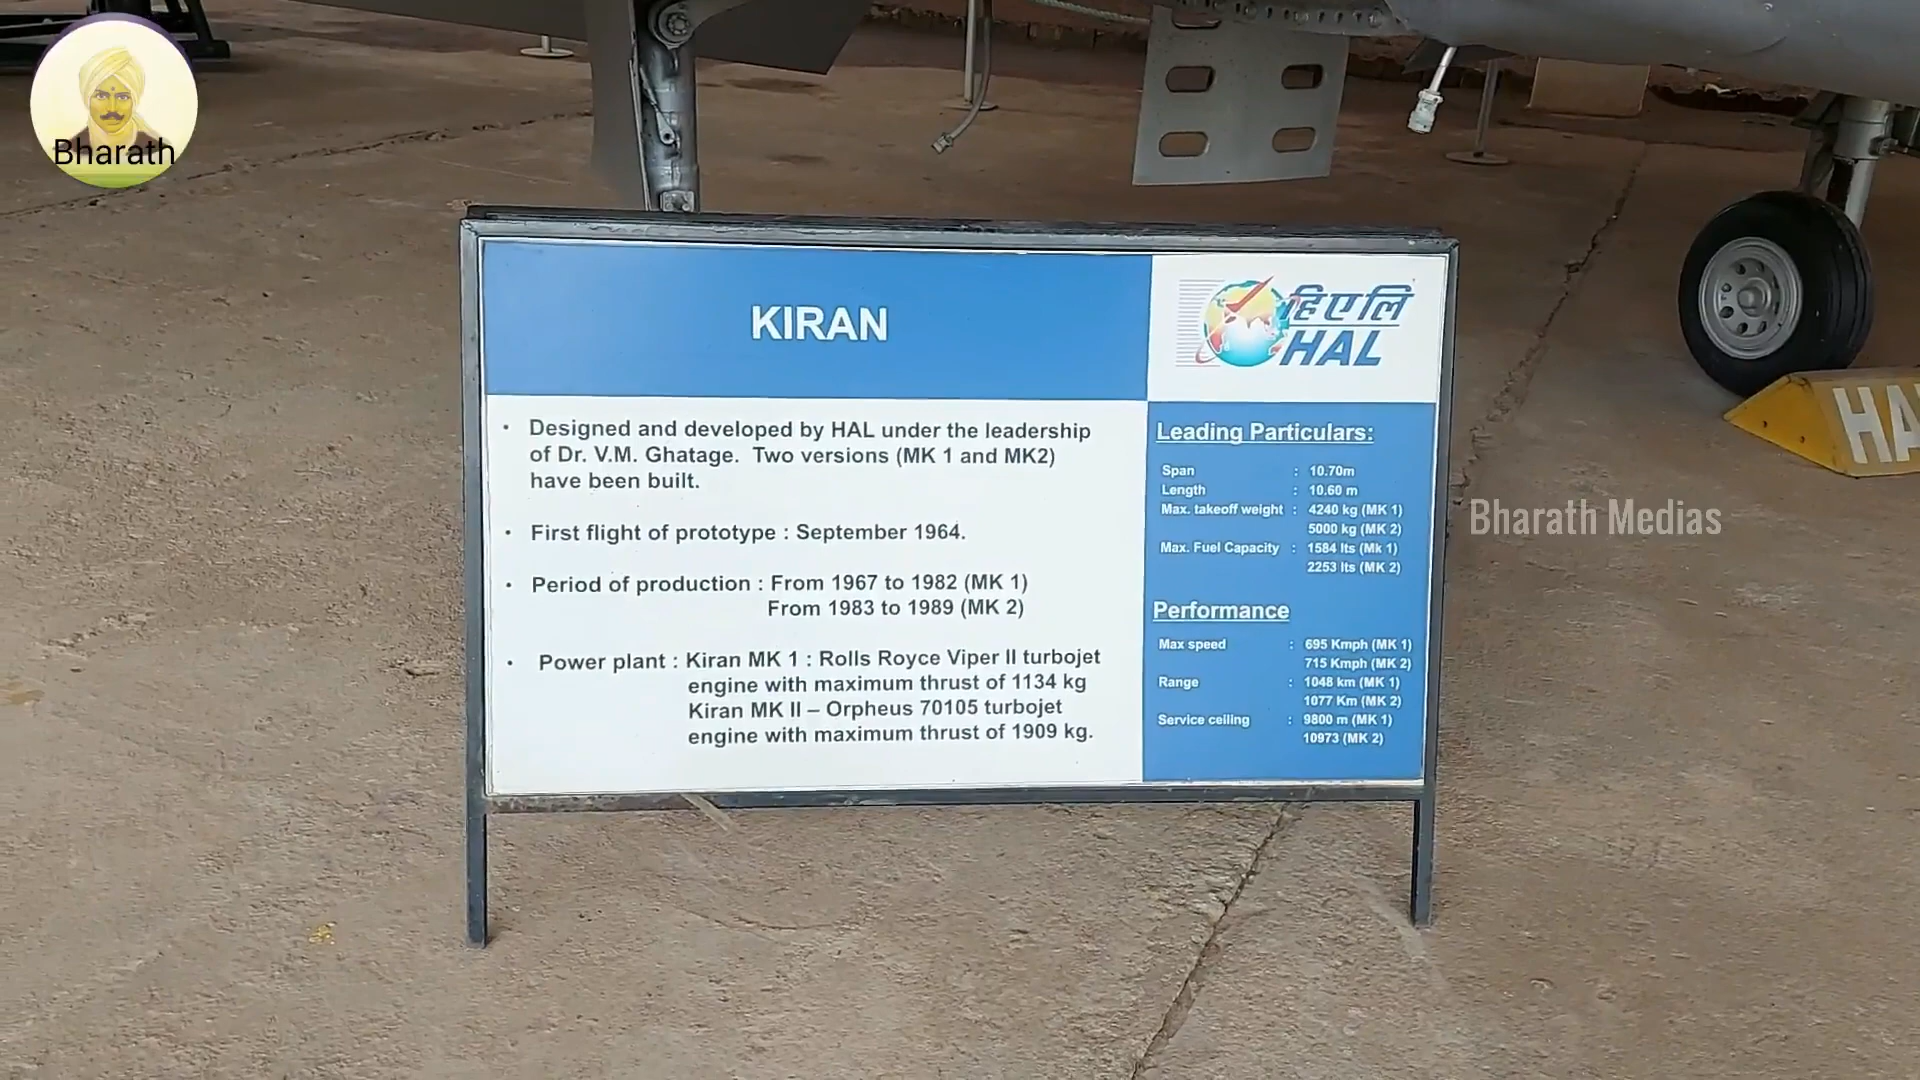 Bharath
KIRAN
हिएलि
HAL
• Designed and developed by HAL under the leadership
of Dr. V.M. Ghatage. Two versions (MK 1 and MK2)
have been built.
• First flight of prototype : September 1964.
• Period of production : From 1967 to 1982 (MK 1)
From 1983 to 1989 (MK 2)
• Power plant : Kiran MK 1 : Rolls Royce Viper II turbojet
engine with maximum thrust of 1134 kg
Kiran MK II – Orpheus 70105 turbojet
engine with maximum thrust of 1909 kg.
Leading Particulars:
Span : 10.70m
Length : 10.60 m
Max. takeoff weight : 4240 kg (MK 1)
5000 kg (MK 2)
Max. Fuel Capacity : 1584 lts (Mk 1)
2253 lts (MK 2)
Performance
Max speed : 695 Kmph (MK 1)
715 Kmph (MK 2)
Range : 1048 km (MK 1)
1077 Km (MK 2)
Service ceiling : 9800 m (MK 1)
10973 (MK 2)
HA
Bharath Medias